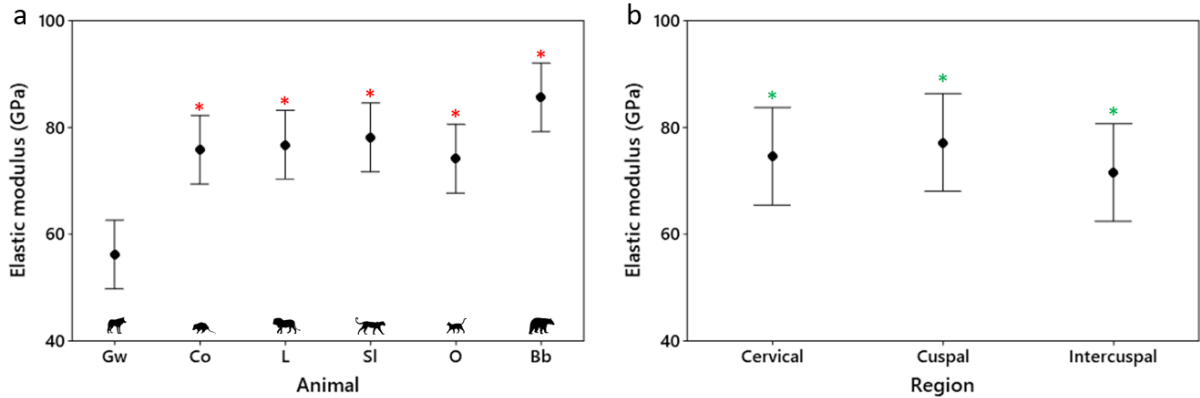 a
100
80
60
40
Elastic modulus (GPa)
* * * * *
Gw Co L Sl O Bb
Animal
b
100
80
60
40
Elastic modulus (GPa)
* * *
Cervical Cuspal Intercuspal
Region